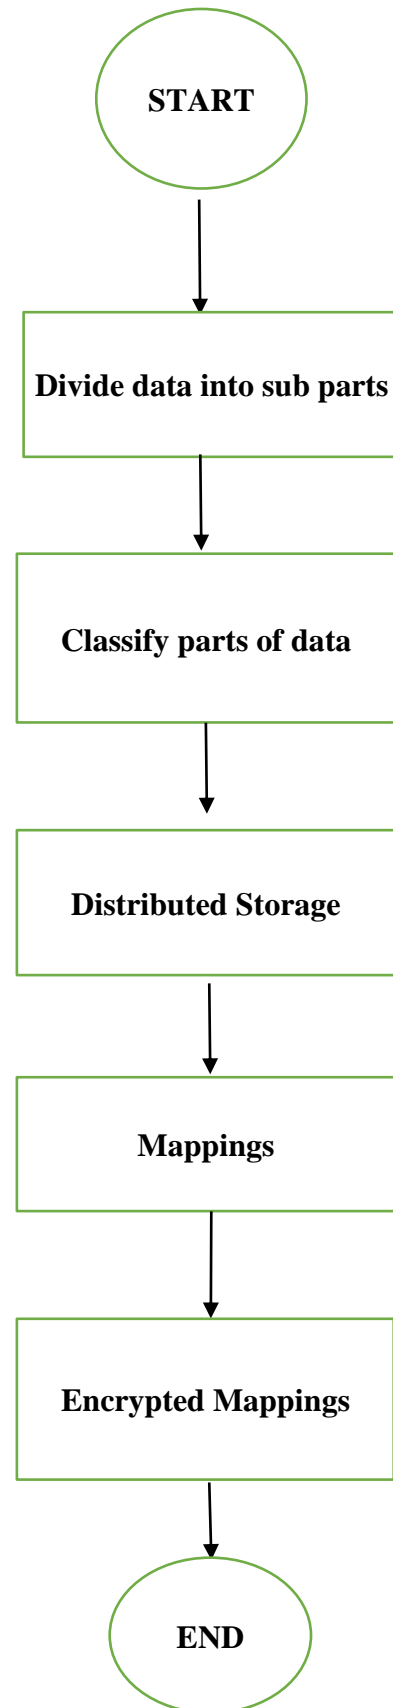 START
Divide data into sub parts
Classify parts of data
Distributed Storage
Mappings
Encrypted Mappings
END